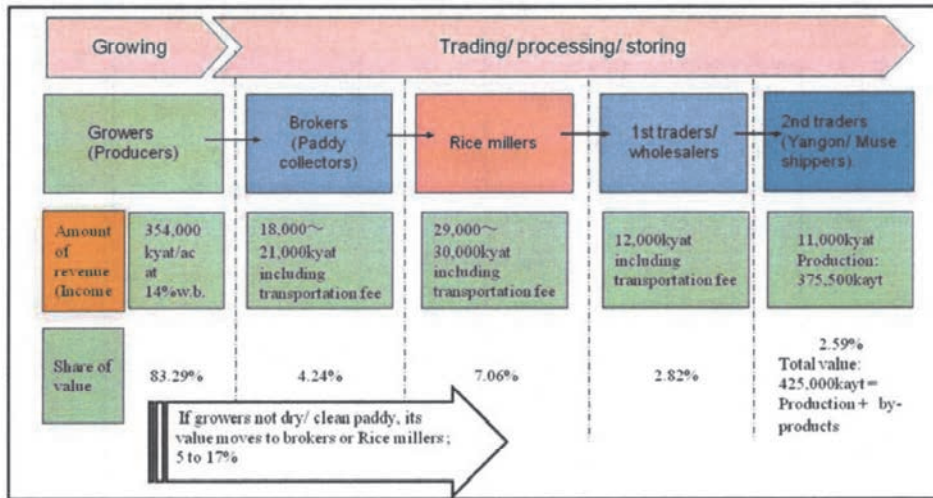 Growing
Trading/ processing/ storing
Growers
(Producers)
Brokers
(Paddy
collectors)
Rice millers
1st traders/
wholesalers
2nd traders
(Yangon/ Muse
shippers)
Amount
of
revenue
(Income
354,000
kyat/ac
at
14%w.b.
18,000～
21,000kyat
including
transportation fee
29,000～
30,000kyat
including
transportation fee
12,000kyat
including
transportation fee
11,000kyat
Production:
375,500kayt
Share of
value
83.29%
4.24%
7.06%
2.82%
2.59%
Total value:
425,000kayt=
Production+ by-
products
If growers not dry/ clean paddy, its
value moves to brokers or Rice millers;
5 to 17%